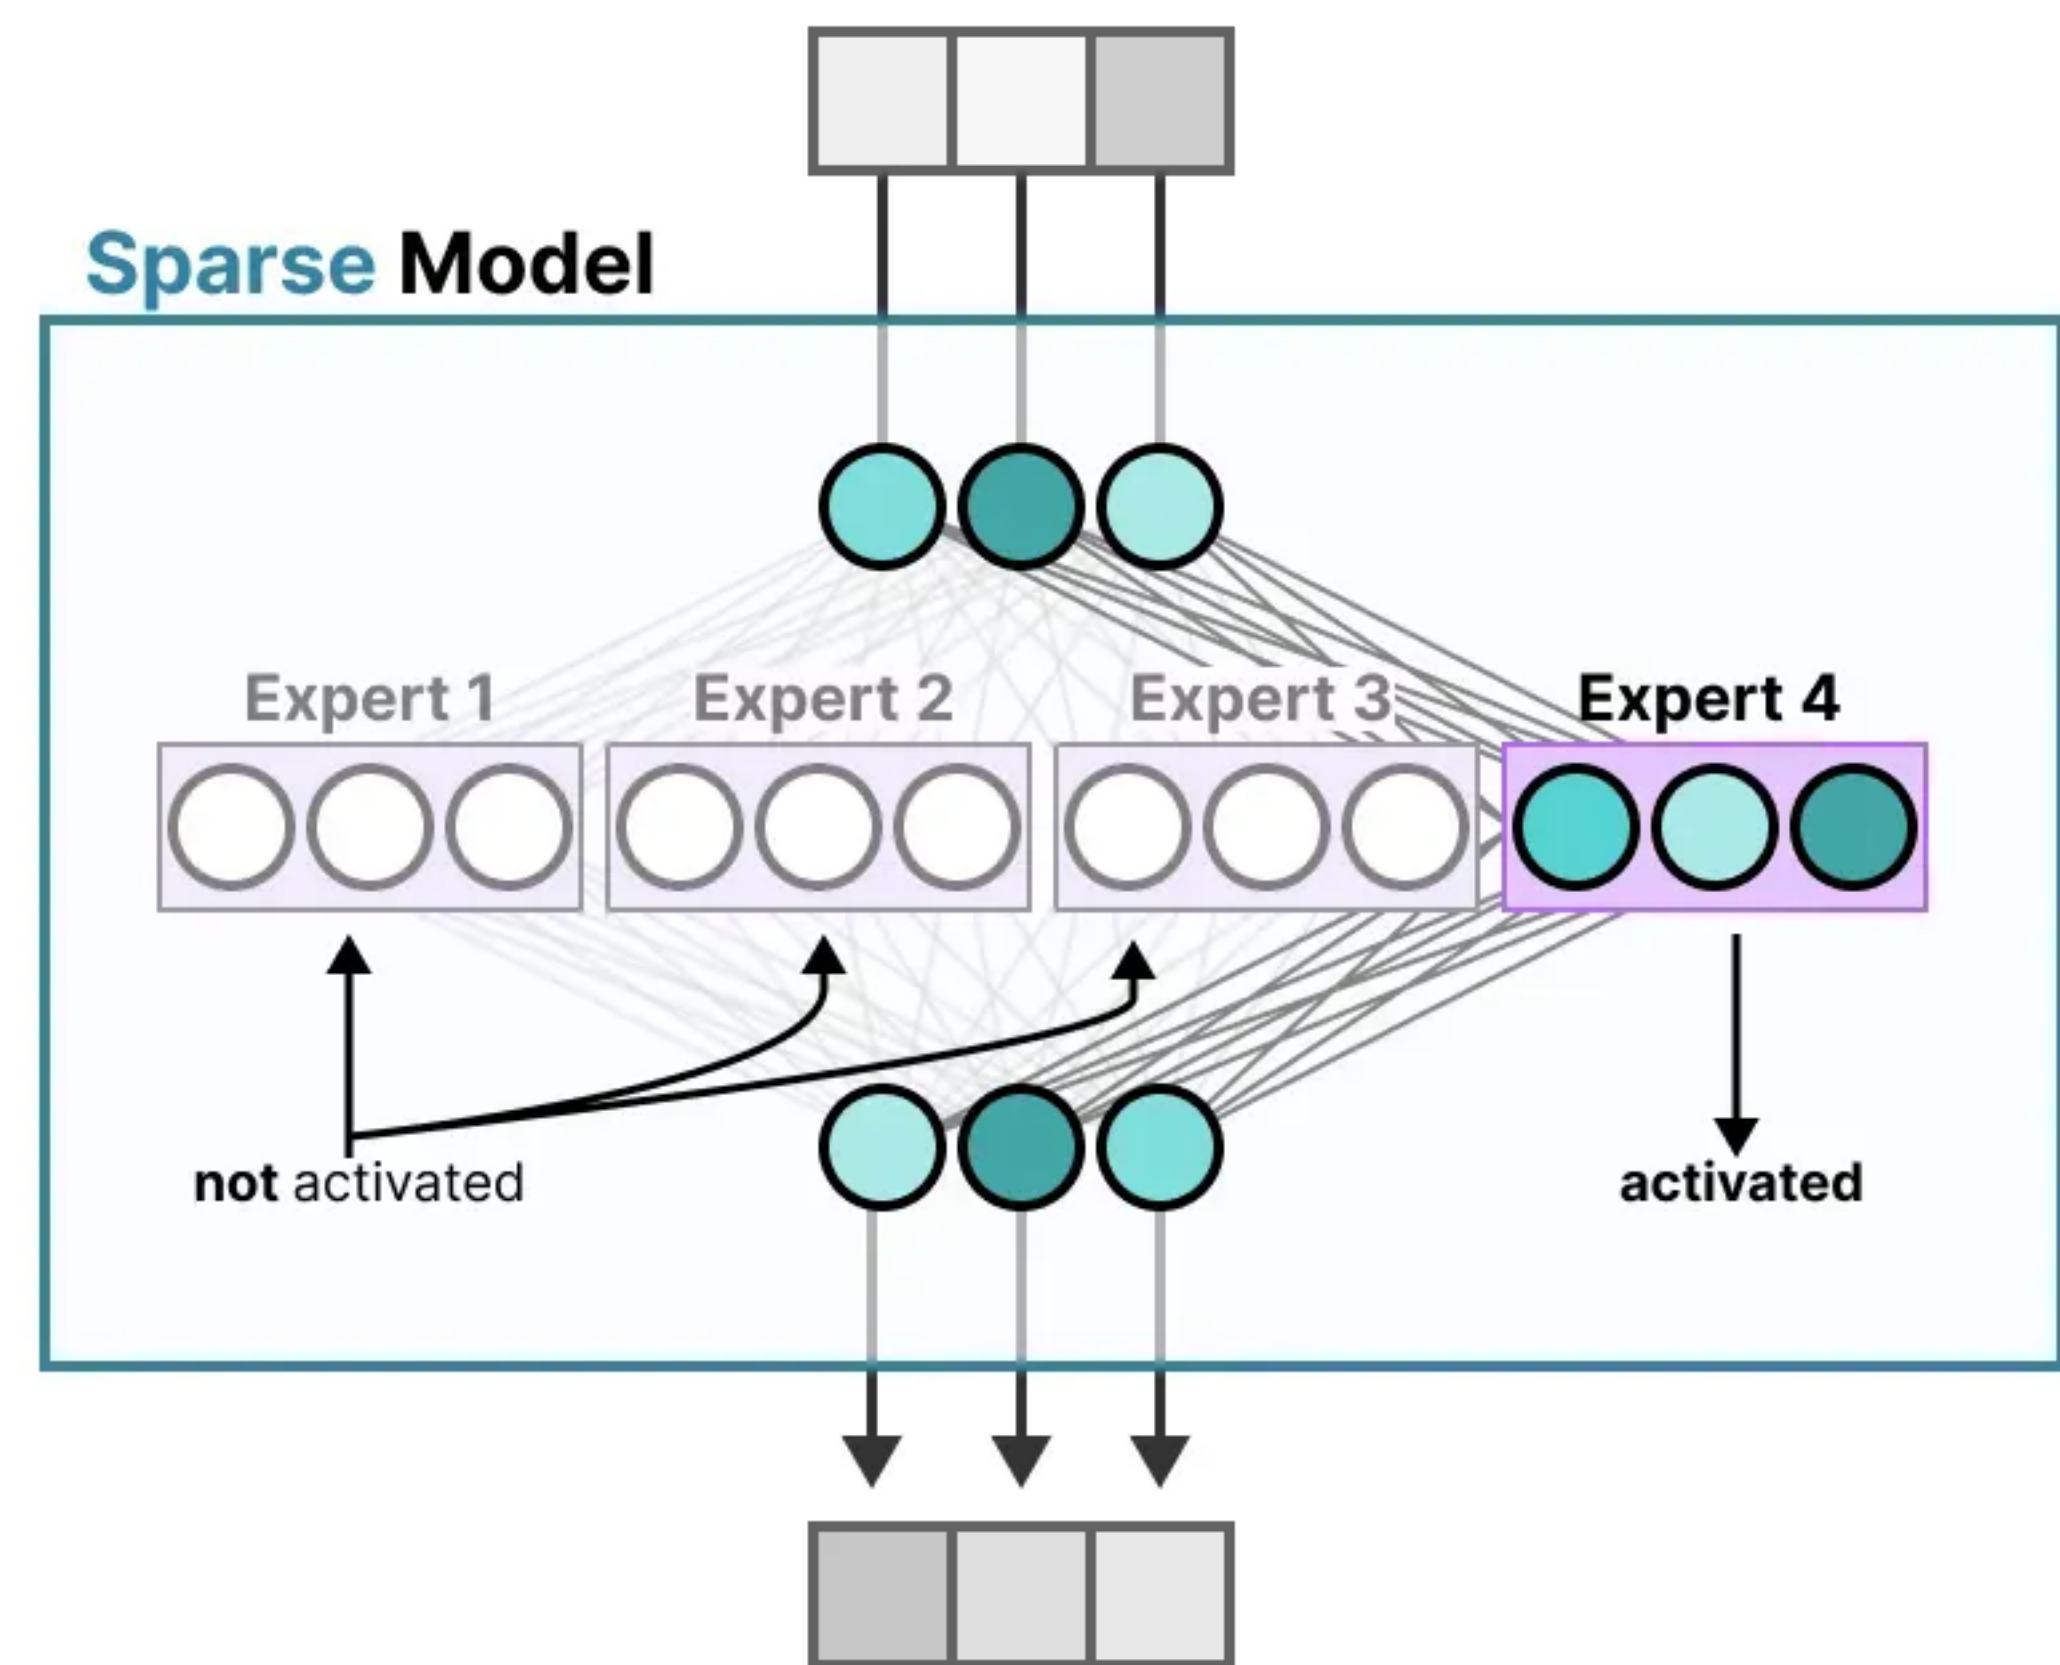 Sparse Model
Expert 1
Expert 2
Expert 3
Expert 4
not activated
activated